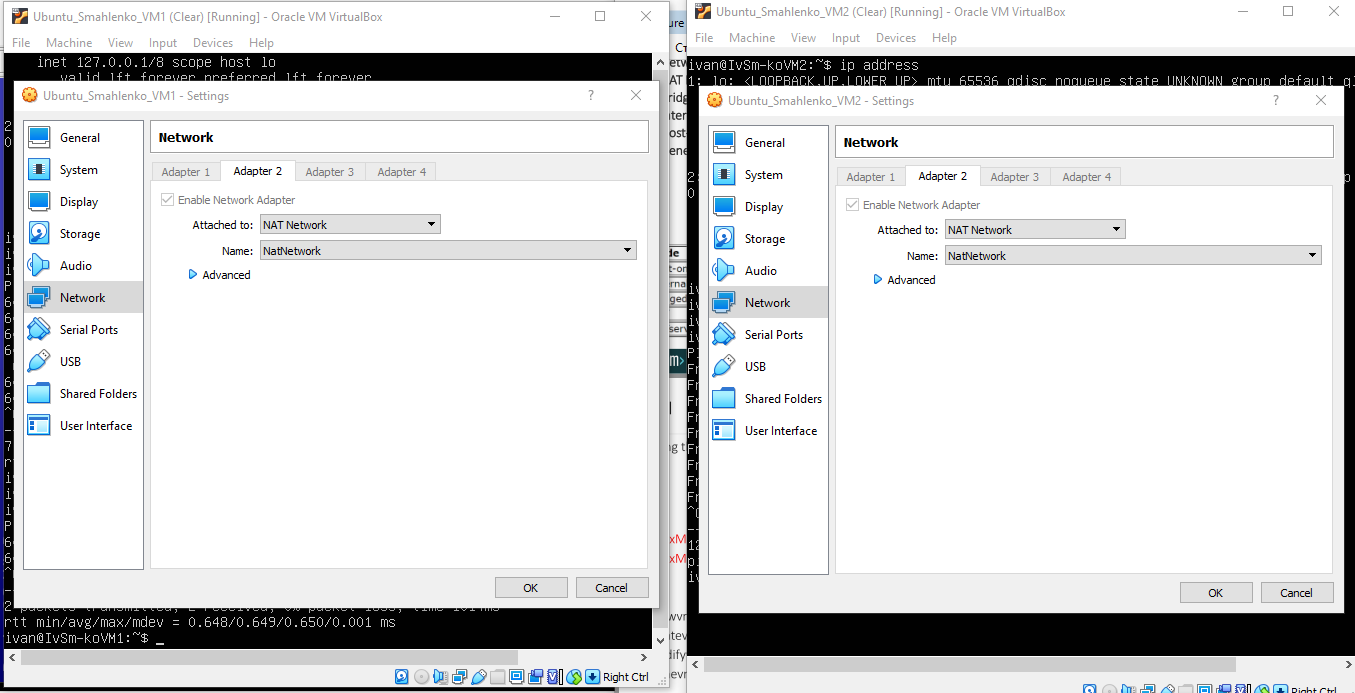 Ubuntu_Smahlenko_VM1 (Clear) [Running] - Oracle VM VirtualBox
File Machine View Input Devices Help
inet 127.0.0.1/8 scope host lo
valid_lft forever preferred_lft forever
Ubuntu_Smahlenko_VM1 - Settings
General
System
Display
Storage
Audio
Network
Serial Ports
USB
Shared Folders
User Interface
Network
Adapter 1 Adapter 2 Adapter 3 Adapter 4
Enable Network Adapter
Attached to: NAT Network
Name: NatNetwork
Advanced
OK Cancel
2 packets transmitted, 2 received, 0% packet loss, time
rtt min/avg/max/mdev = 0.648/0.649/0.650/0.001 ms
ivan@IvSm-koVM1:~$ _
Right Ctrl
Ubuntu_Smahlenko_VM2 (Clear) [Running] - Oracle VM VirtualBox
File Machine View Input Devices Help
ivan@IvSm-koVM2:~$ ip address
1: lo: <LOOPBACK,UP,LOWER_UP> mtu 65536 qdisc noqueue state UNKNOWN group default
Ubuntu_Smahlenko_VM2 - Settings
General
System
Display
Storage
Audio
Network
Serial Ports
USB
Shared Folders
User Interface
Network
Adapter 1 Adapter 2 Adapter 3 Adapter 4
Enable Network Adapter
Attached to: NAT Network
Name: NatNetwork
Advanced
OK Cancel
Right Ctrl